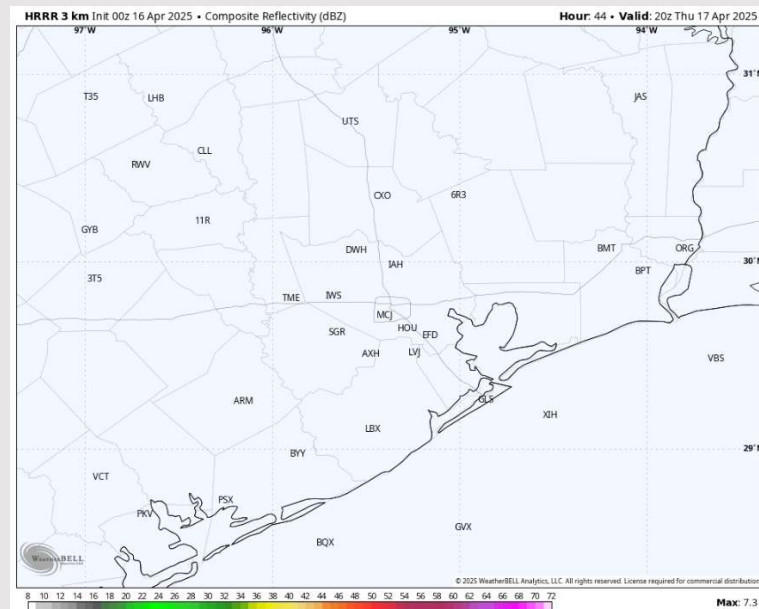 HRRR 3 km Init 00z 16 Apr 2025 • Composite Reflectivity (dBZ) Hour: 44 • Valid: 20z Thu 17 Apr 2025
97°W 96°W 95°W 94°W
31°N
T35 LHB JAS
UTS
CLL
RWV
CXO 6R3
11R
GYB
DWH BMT ORG
30°N
IAH BPT
3T5
TME IWS
MCJ
SGR HOU EFD
AXH LVJ VBS
ARM GLS
XIH
LBX
29°N
BYY
VCT
PSX
PKV
GVX
BQX
WeatherBELL
© 2025 WeatherBELL Analytics, LLC. All rights reserved. License required for commercial distribution
8 10 12 14 16 18 20 22 24 26 28 30 32 34 36 38 40 42 44 46 48 50 52 54 56 58 60 62 64 66 68 70 72
Max: 7.3